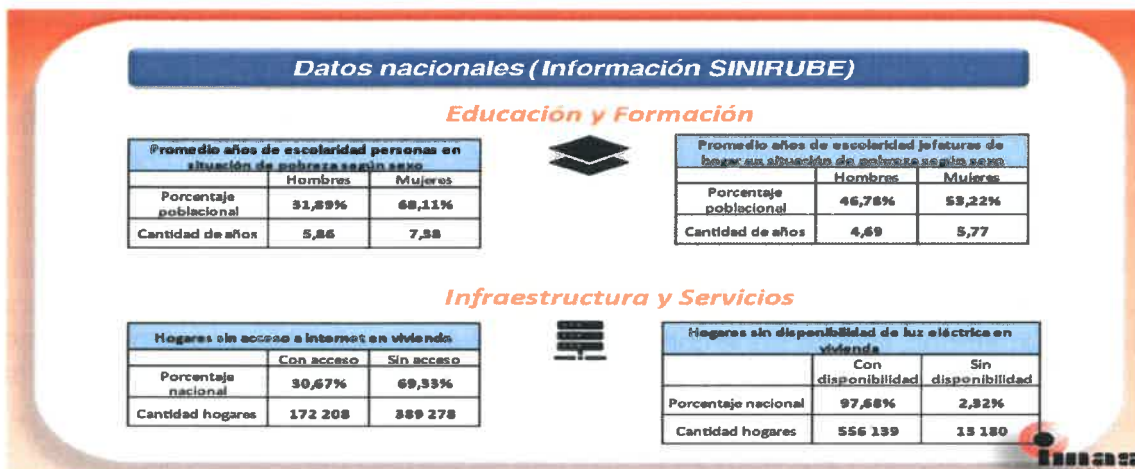 Datos nacionales (Información SINIRUBE)
Educación y Formación
Promedio años de escolaridad personas en
situación de pobreza según sexo
Hombres Mujeres
Porcentaje
poblacional
31,89% 68,11%
Cantidad de años 5,86 7,38
Promedio años de escolaridad jefaturas de
hogar en situación de pobreza según sexo
Hombres Mujeres
Porcentaje
poblacional
46,78% 53,22%
Cantidad de años 4,69 5,77
Infraestructura y Servicios
Hogares sin acceso a internet en vivienda
Con acceso Sin acceso
Porcentaje
nacional
30,67% 69,33%
Cantidad hogares 172 208 389 278
Hogares sin disponibilidad de luz eléctrica en
vivienda
Con
disponibilidad
Sin
disponibilidad
Porcentaje nacional 97,68% 2,32%
Cantidad hogares 556 139 13 180
imas